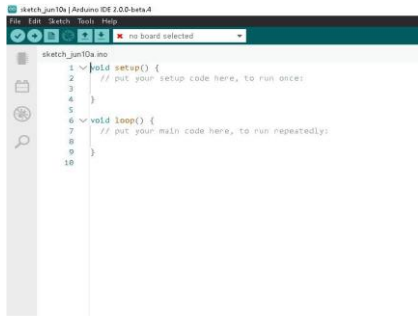 sketch_jun10a | Arduino IDE 2.0.0-beta.4
File Edit Sketch Tools Help
no board selected
sketch_jun10a.ino
1 void setup() {
2 // put your setup code here, to run once:
3
4 }
5
6 void loop() {
7 // put your main code here, to run repeatedly:
8
9 }
10